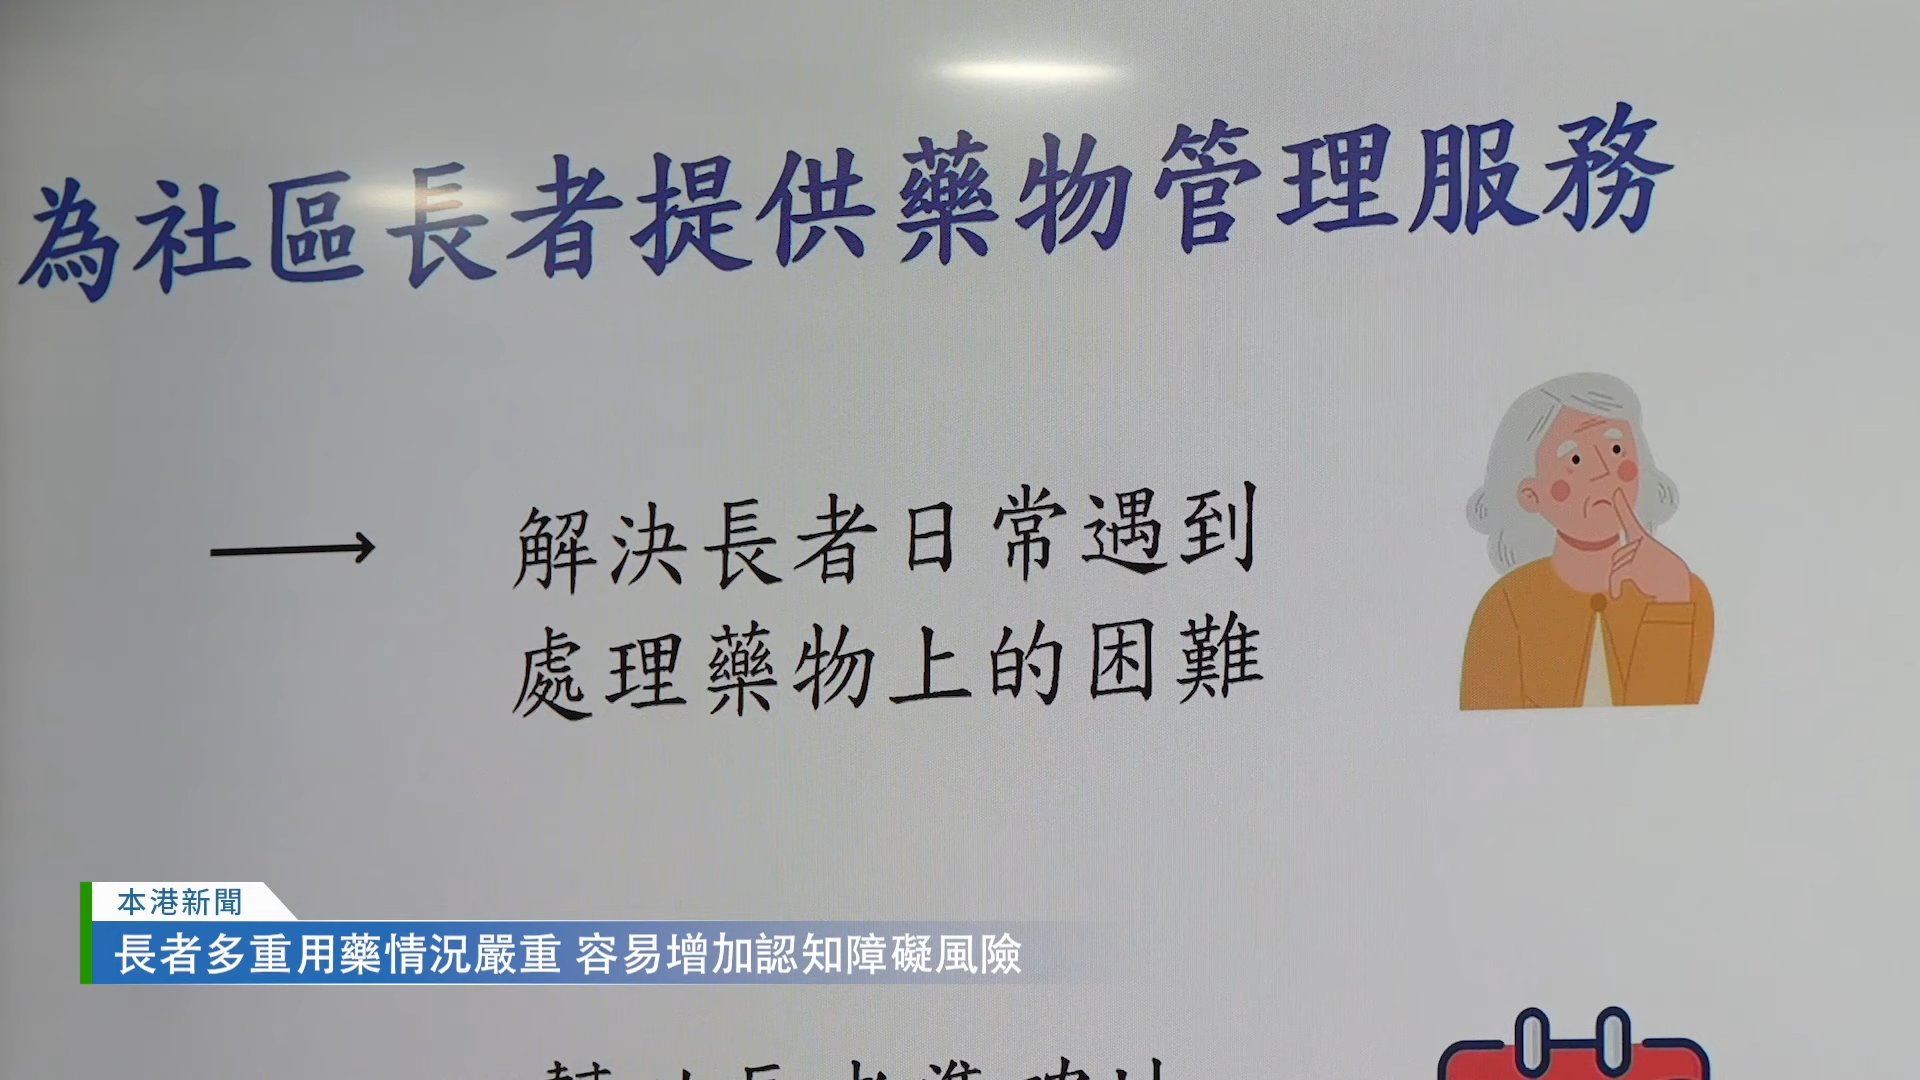 為社區長者提供藥物管理服務
解決長者日常遇到
處理藥物上的困難
本港新聞
長者多重用藥情況嚴重 容易增加認知障礙風險